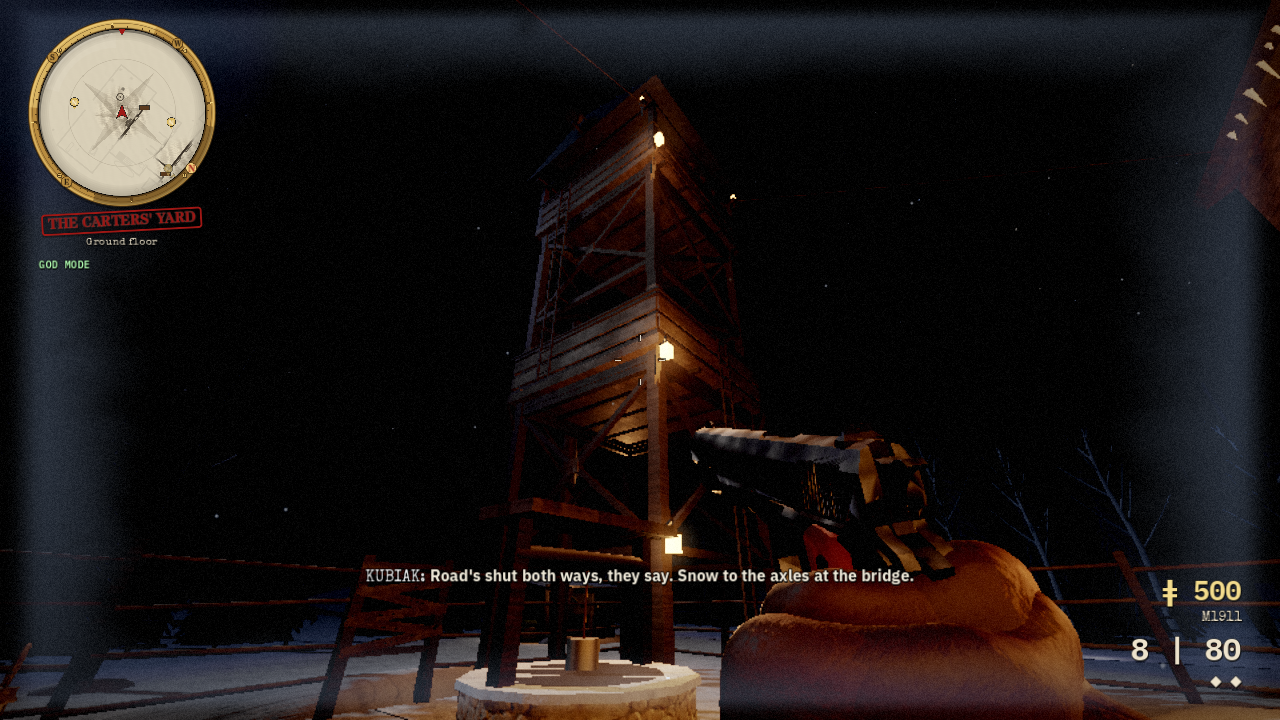 THE CARTERS' YARD
Ground floor
GOD MODE
KUBIAK: Road's shut both ways, they say. Snow to the axles at the bridge.
500
M1911
8 | 80